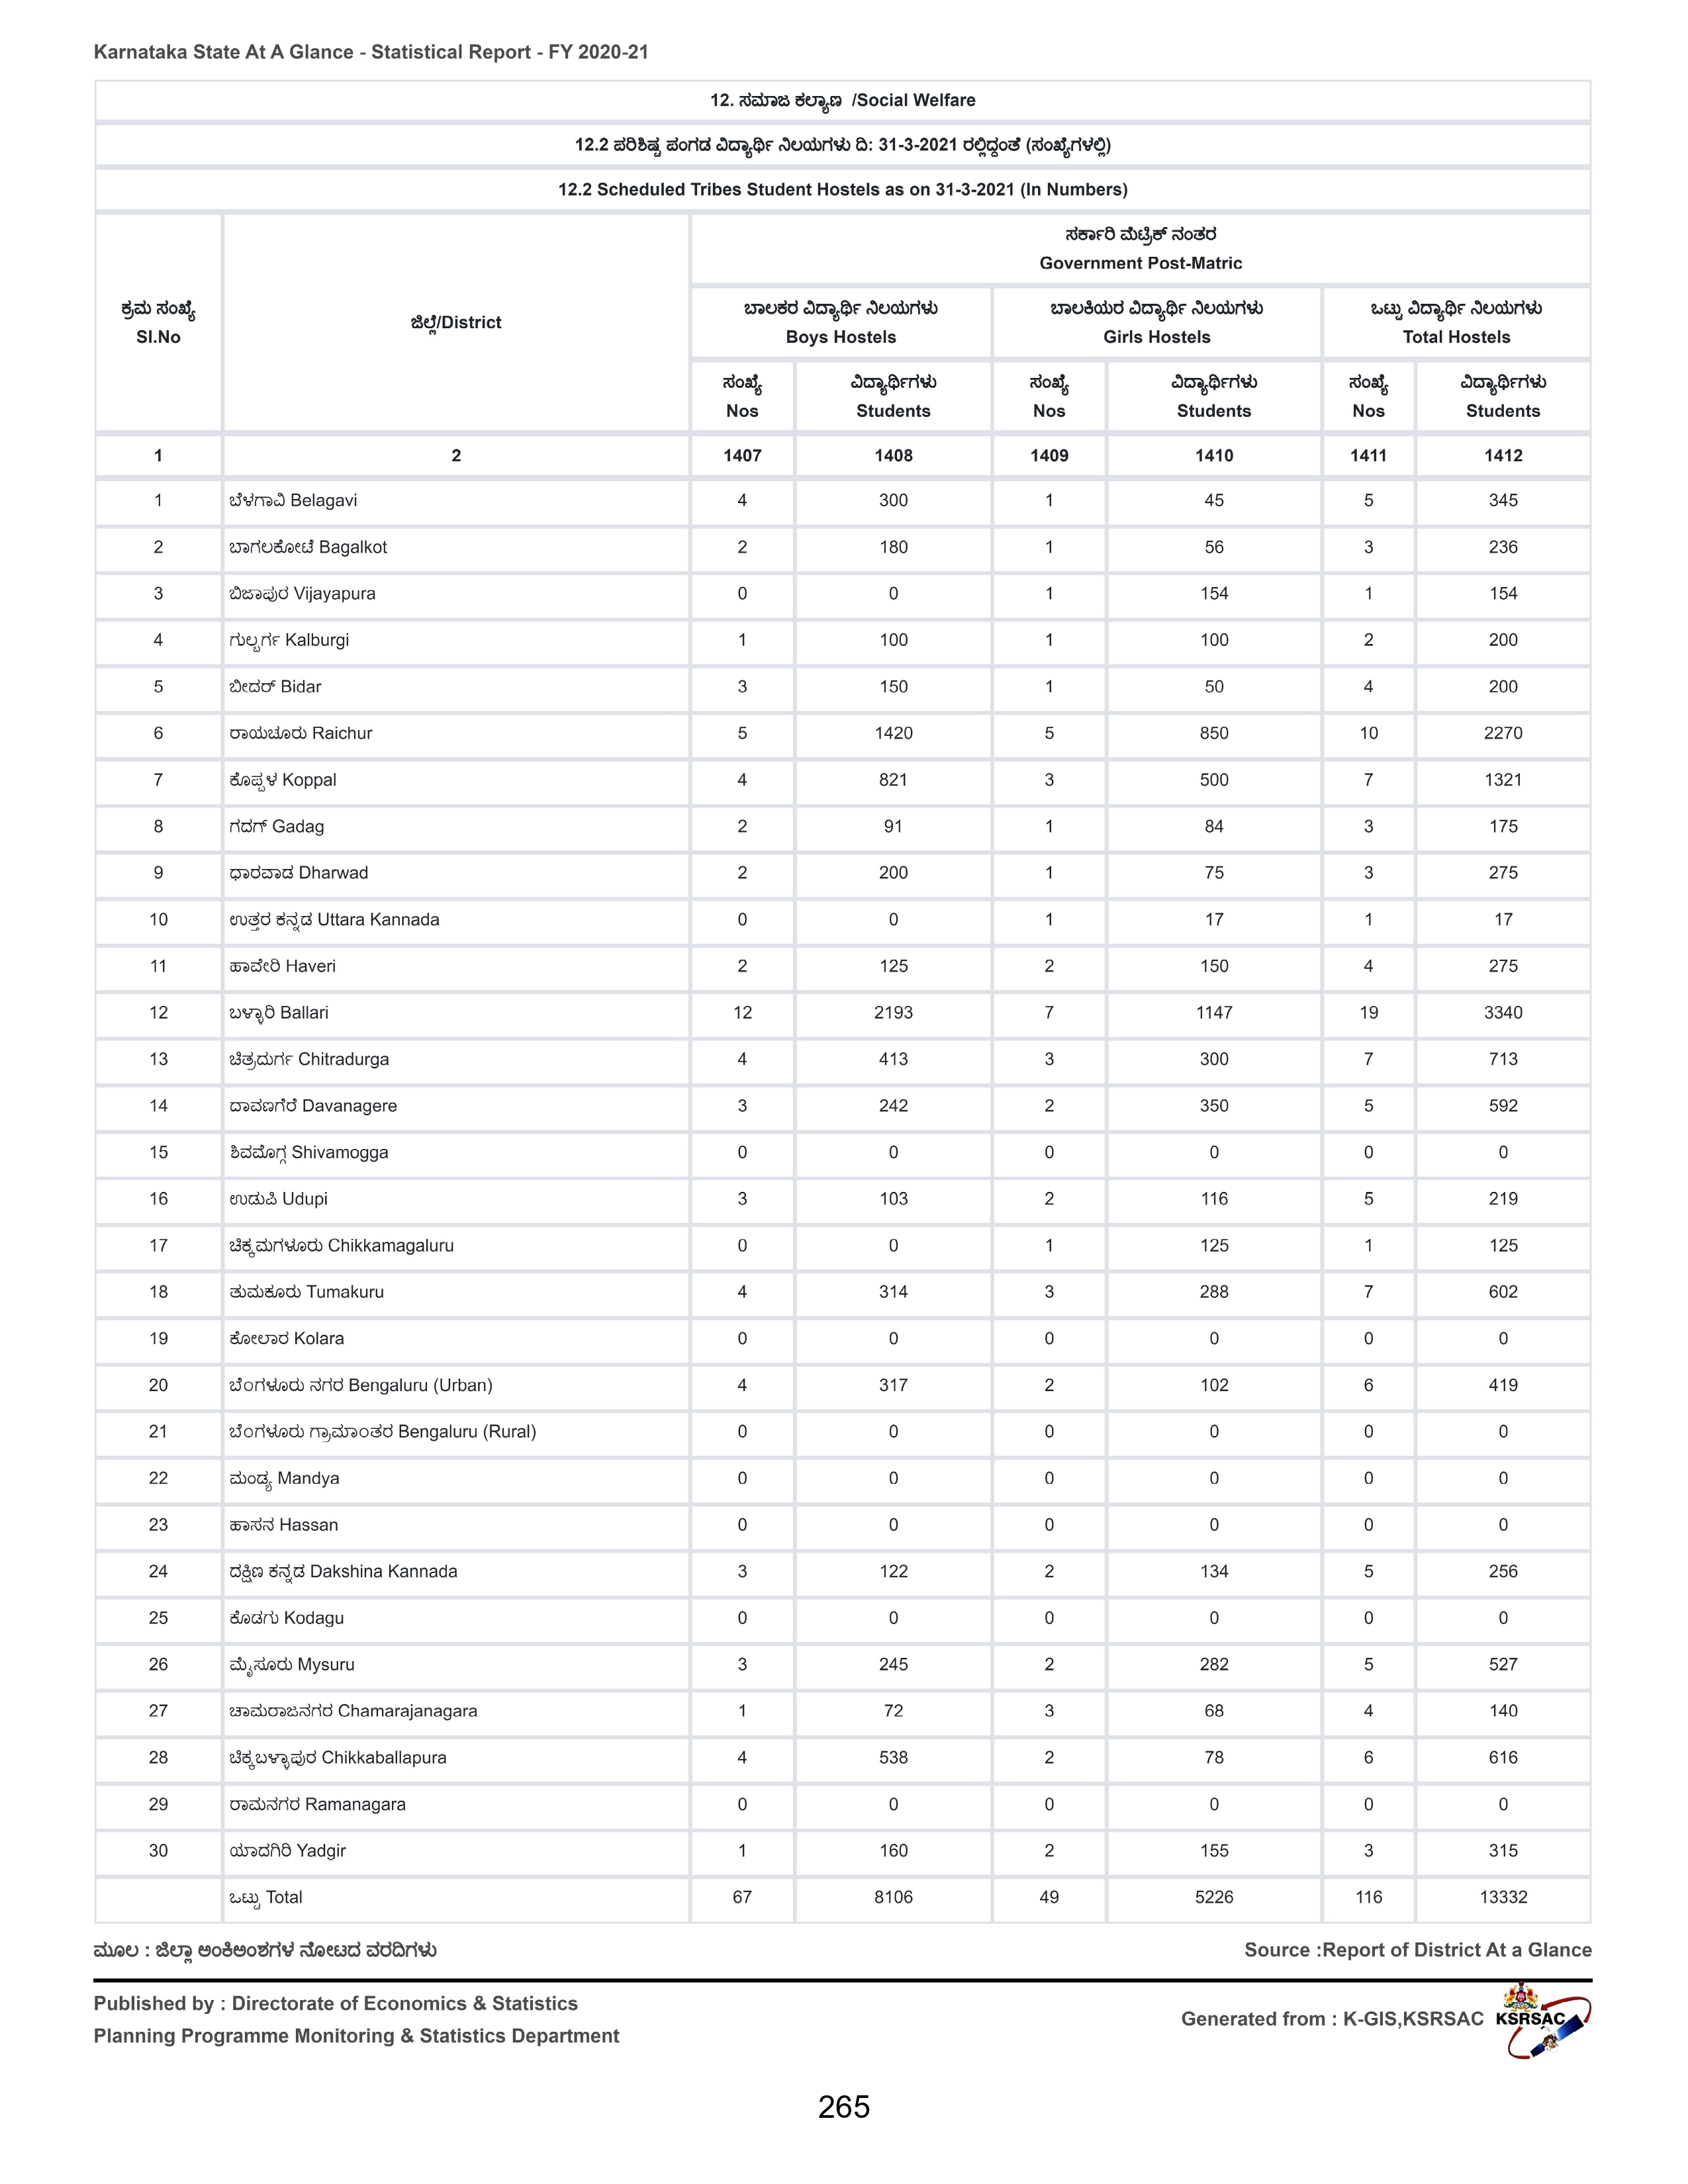 Karnataka State At A Glance - Statistical Report - FY 2020-21
12. ಸಮಾಜ ಕಲ್ಯಾಣ /Social Welfare
12.2 ಪರಿಶಿಷ್ಟ ಪಂಗಡ ವಿದ್ಯಾರ್ಥಿ ನಿಲಯಗಳು ದಿ: 31-3-2021 ರಲ್ಲಿದ್ದಂತೆ (ಸಂಖ್ಯೆಗಳಲ್ಲಿ)
12.2 Scheduled Tribes Student Hostels as on 31-3-2021 (In Numbers)
ಕ್ರಮ ಸಂಖ್ಯೆ
Sl.No
ಜಿಲ್ಲೆ/District
ಸರ್ಕಾರಿ ಮೆಟ್ರಿಕ್ ನಂತರ
Government Post-Matric
ಬಾಲಕರ ವಿದ್ಯಾರ್ಥಿ ನಿಲಯಗಳು
Boys Hostels
ಬಾಲಕಿಯರ ವಿದ್ಯಾರ್ಥಿ ನಿಲಯಗಳು
Girls Hostels
ಒಟ್ಟು ವಿದ್ಯಾರ್ಥಿ ನಿಲಯಗಳು
Total Hostels
ಸಂಖ್ಯೆ
Nos
ವಿದ್ಯಾರ್ಥಿಗಳು
Students
ಸಂಖ್ಯೆ
Nos
ವಿದ್ಯಾರ್ಥಿಗಳು
Students
ಸಂಖ್ಯೆ
Nos
ವಿದ್ಯಾರ್ಥಿಗಳು
Students
1 2 1407 1408 1409 1410 1411 1412
1 ಬೆಳಗಾವಿ Belagavi 4 300 1 45 5 345
2 ಬಾಗಲಕೋಟೆ Bagalkot 2 180 1 56 3 236
3 ಬಿಜಾಪುರ Vijayapura 0 0 1 154 1 154
4 ಗುಲ್ಬರ್ಗ Kalburgi 1 100 1 100 2 200
5 ಬೀದರ್ Bidar 3 150 1 50 4 200
6 ರಾಯಚೂರು Raichur 5 1420 5 850 10 2270
7 ಕೊಪ್ಪಳ Koppal 4 821 3 500 7 1321
8 ಗದಗ್ Gadag 2 91 1 84 3 175
9 ಧಾರವಾಡ Dharwad 2 200 1 75 3 275
10 ಉತ್ತರ ಕನ್ನಡ Uttara Kannada 0 0 1 17 1 17
11 ಹಾವೇರಿ Haveri 2 125 2 150 4 275
12 ಬಳ್ಳಾರಿ Ballari 12 2193 7 1147 19 3340
13 ಚಿತ್ರದುರ್ಗ Chitradurga 4 413 3 300 7 713
14 ದಾವಣಗೆರೆ Davanagere 3 242 2 350 5 592
15 ಶಿವಮೊಗ್ಗ Shivamogga 0 0 0 0 0 0
16 ಉಡುಪಿ Udupi 3 103 2 116 5 219
17 ಚಿಕ್ಕಮಗಳೂರು Chikkamagaluru 0 0 1 125 1 125
18 ತುಮಕೂರು Tumakuru 4 314 3 288 7 602
19 ಕೋಲಾರ Kolara 0 0 0 0 0 0
20 ಬೆಂಗಳೂರು ನಗರ Bengaluru (Urban) 4 317 2 102 6 419
21 ಬೆಂಗಳೂರು ಗ್ರಾಮಾಂತರ Bengaluru (Rural) 0 0 0 0 0 0
22 ಮಂಡ್ಯ Mandya 0 0 0 0 0 0
23 ಹಾಸನ Hassan 0 0 0 0 0 0
24 ದಕ್ಷಿಣ ಕನ್ನಡ Dakshina Kannada 3 122 2 134 5 256
25 ಕೊಡಗು Kodagu 0 0 0 0 0 0
26 ಮೈಸೂರು Mysuru 3 245 2 282 5 527
27 ಚಾಮರಾಜನಗರ Chamarajanagara 1 72 3 68 4 140
28 ಚಿಕ್ಕಬಳ್ಳಾಪುರ Chikkaballapura 4 538 2 78 6 616
29 ರಾಮನಗರ Ramanagara 0 0 0 0 0 0
30 ಯಾದಗಿರಿ Yadgir 1 160 2 155 3 315
ಒಟ್ಟು Total 67 8106 49 5226 116 13332
ಮೂಲ : ಜಿಲ್ಲಾ ಅಂಕಿಅಂಶಗಳ ನೋಟದ ವರದಿಗಳು Source :Report of District At a Glance
Published by : Directorate of Economics & Statistics
Planning Programme Monitoring & Statistics Department
Generated from : K-GIS,KSRSAC KSRSAC
265